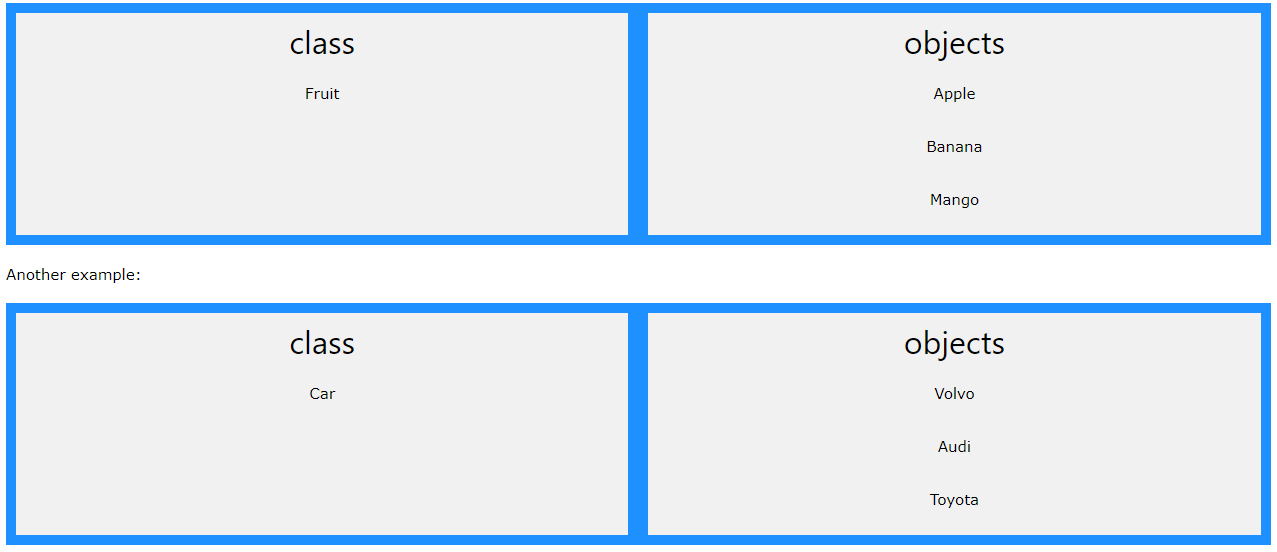 class
Fruit
objects
Apple
Banana
Mango
Another example:
class
Car
objects
Volvo
Audi
Toyota